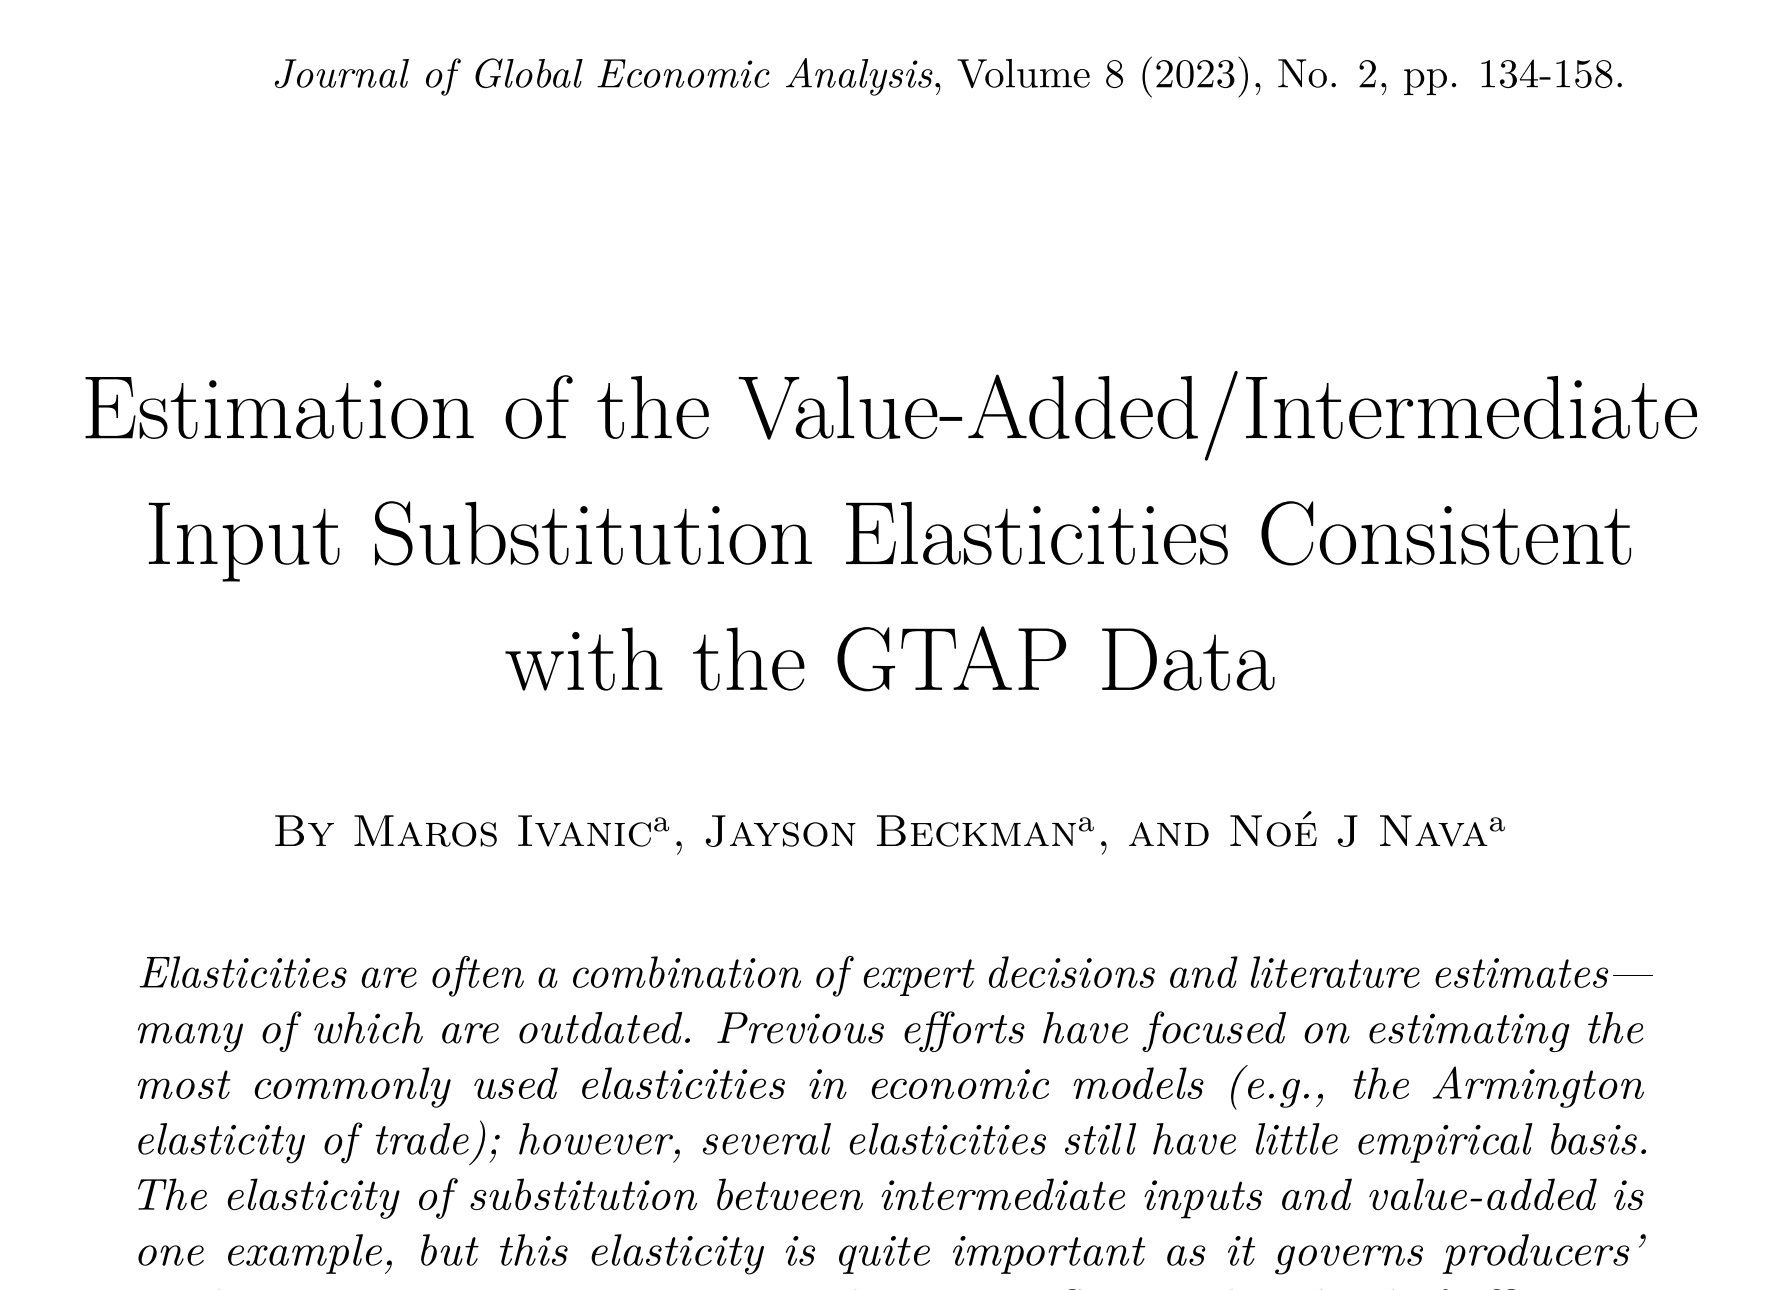 Journal of Global Economic Analysis, Volume 8 (2023), No. 2, pp. 134-158.
Estimation of the Value-Added/Intermediate
Input Substitution Elasticities Consistent
with the GTAP Data
By Maros Ivanicᵃ, Jayson Beckmanᵃ, and Noé J Navaᵃ
Elasticities are often a combination of expert decisions and literature estimates—
many of which are outdated. Previous efforts have focused on estimating the
most commonly used elasticities in economic models (e.g., the Armington
elasticity of trade); however, several elasticities still have little empirical basis.
The elasticity of substitution between intermediate inputs and value-added is
one example, but this elasticity is quite important as it governs producers’